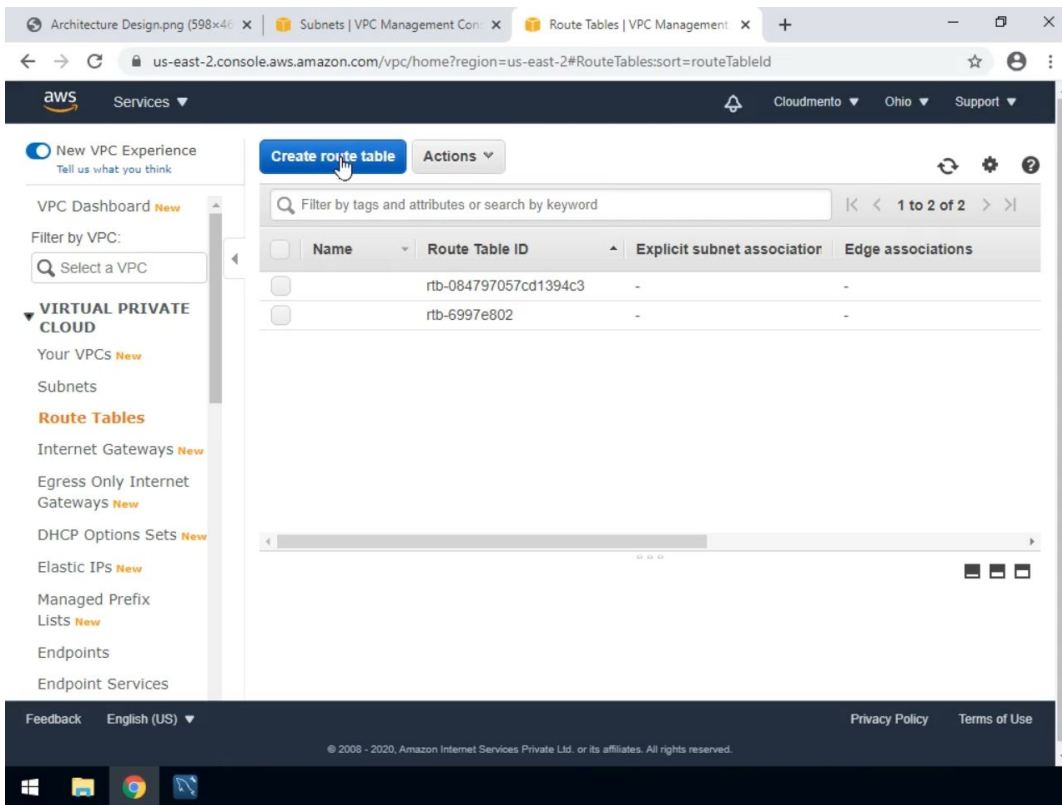 Architecture Design.png (598×46
Subnets | VPC Management Con
Route Tables | VPC Management
us-east-2.console.aws.amazon.com/vpc/home?region=us-east-2#RouteTables:sort=routeTableId
aws
Services
Cloudmento
Ohio
Support
New VPC Experience
Tell us what you think
Create route table
Actions
VPC Dashboard New
Filter by tags and attributes or search by keyword
1 to 2 of 2
Filter by VPC:
Select a VPC
Name
Route Table ID
Explicit subnet association
Edge associations
rtb-084797057cd1394c3
-
-
rtb-6997e802
-
-
VIRTUAL PRIVATE
CLOUD
Your VPCs New
Subnets
Route Tables
Internet Gateways New
Egress Only Internet
Gateways New
DHCP Options Sets New
Elastic IPs New
Managed Prefix
Lists New
Endpoints
Endpoint Services
Feedback
English (US)
Privacy Policy
Terms of Use
© 2008 - 2020, Amazon Internet Services Private Ltd. or its affiliates. All rights reserved.